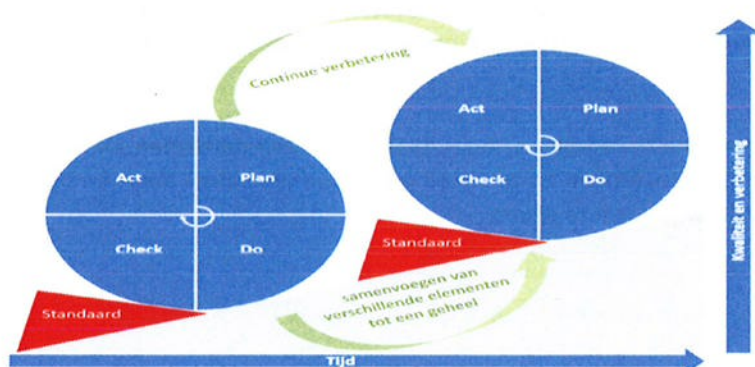 Continue verbetering
Act
Plan
Check
Do
Standaard
Act
Plan
Check
Do
Standaard
samenvoegen van
verschillende elementen
tot een geheel
Tijd
Kwaliteit en verbetering